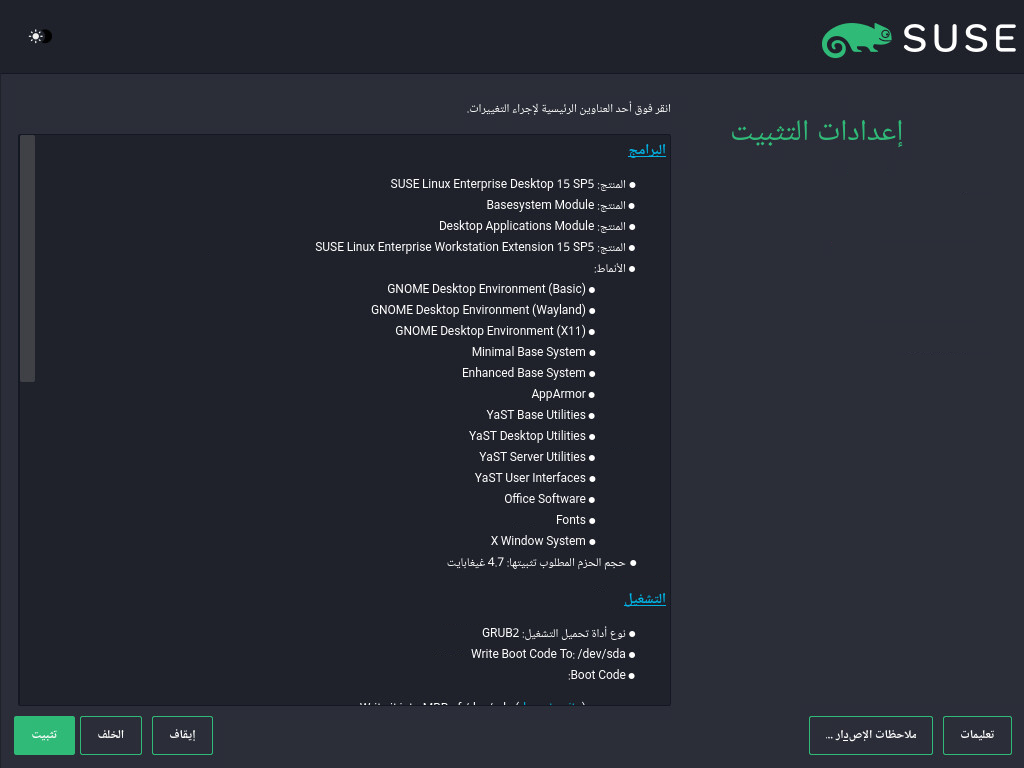 SUSE
إعدادات التثبيت
انقر فوق أحد العناوين الرئيسية لإجراء التغييرات.
البرامج
● المنتج: SUSE Linux Enterprise Desktop 15 SP5
● المنتج: Basesystem Module
● المنتج: Desktop Applications Module
● المنتج: SUSE Linux Enterprise Workstation Extension 15 SP5
● الأنماط:
● GNOME Desktop Environment (Basic)
● GNOME Desktop Environment (Wayland)
● GNOME Desktop Environment (X11)
● Minimal Base System
● Enhanced Base System
● AppArmor
● YaST Base Utilities
● YaST Desktop Utilities
● YaST Server Utilities
● YaST User Interfaces
● Office Software
● Fonts
● X Window System
● حجم الحزم المطلوب تثبيتها: 4.7 غيغابايت
التشغيل
● نوع أداة تحميل التشغيل: GRUB2
● Write Boot Code To: /dev/sda
● Boot Code:
تعليمات
ملاحظات الإصدار ...
إيقاف
الخلف
تثبيت